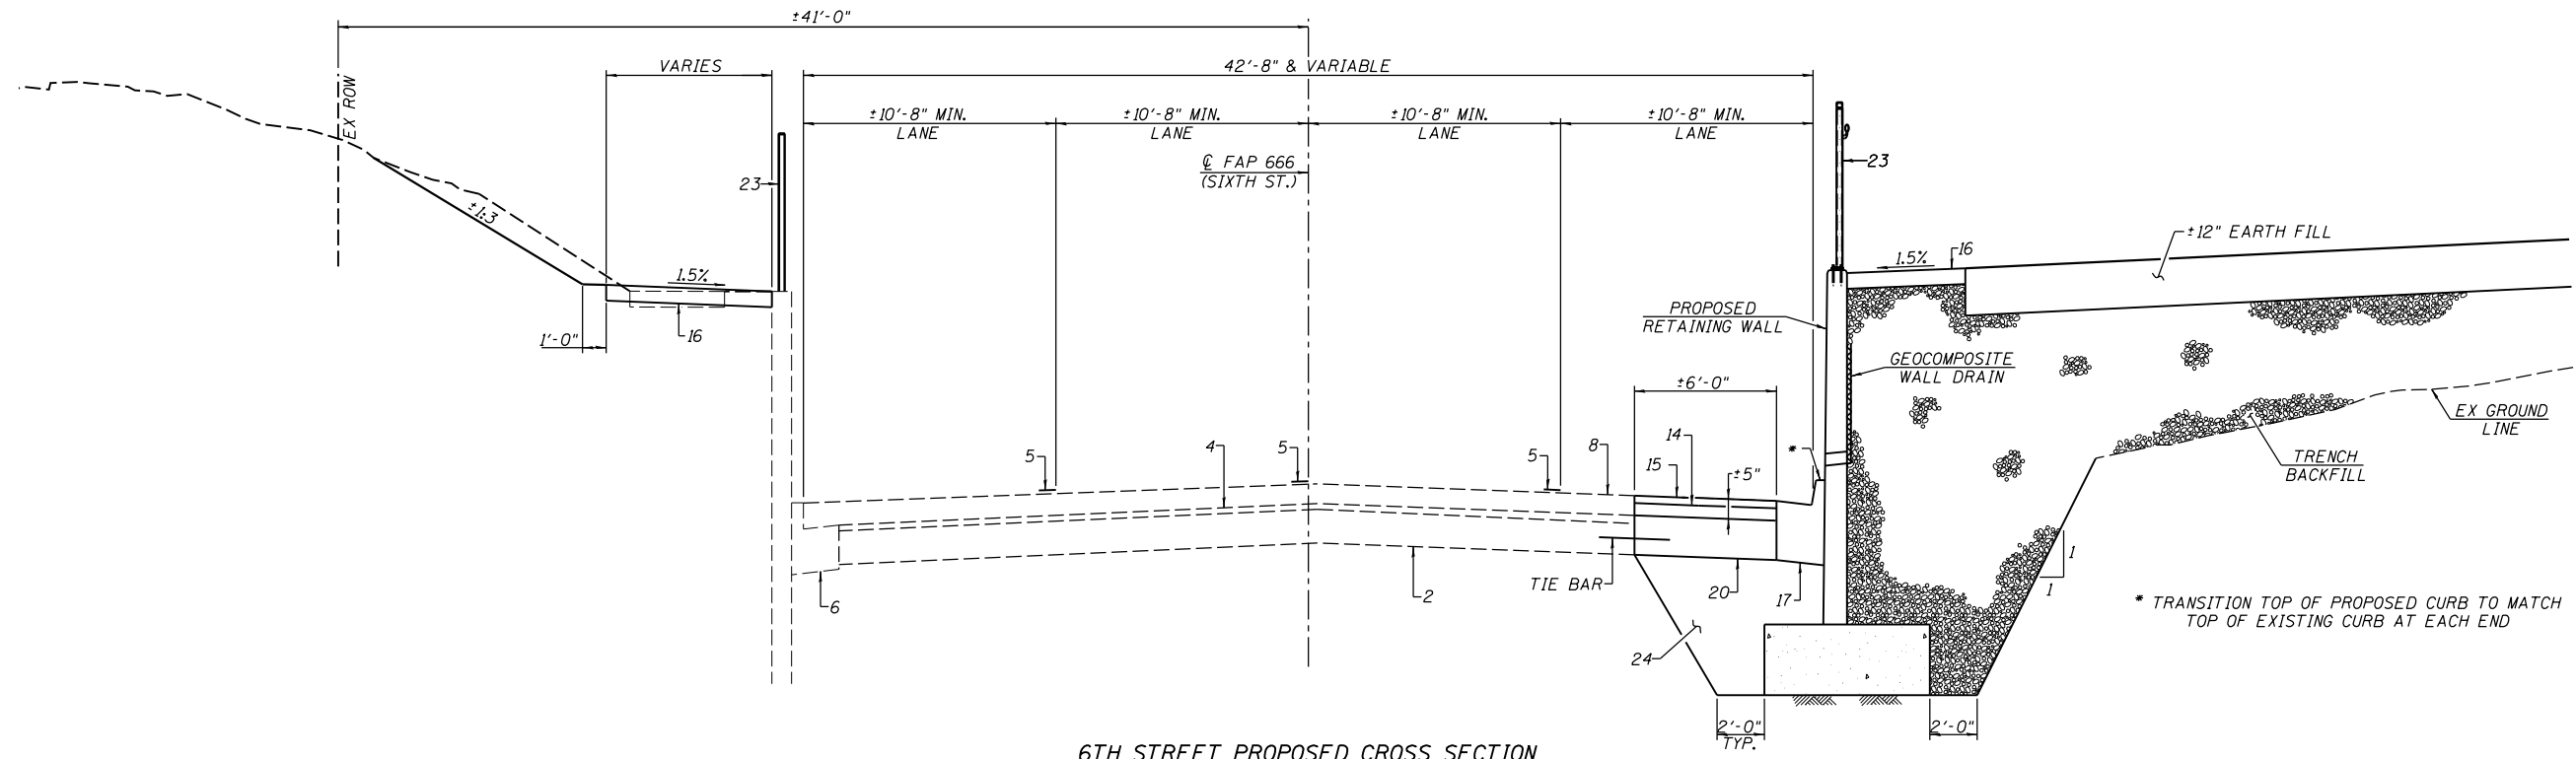 ±41'-0"
VARIES
42'-8" & VARIABLE
EX ROW
±10'-8" MIN.
LANE
±10'-8" MIN.
LANE
±10'-8" MIN.
LANE
±10'-8" MIN.
LANE
℄ FAP 666
(SIXTH ST.)
23
23
±1:3
±12" EARTH FILL
1.5%
16
1.5%
16
1'-0"
PROPOSED
RETAINING WALL
GEOCOMPOSITE
WALL DRAIN
±6'-0"
EX GROUND
LINE
TRENCH
BACKFILL
5
4
5
5
8
14
15
±5"
*
6
2
TIE BAR
20
17
1
1
24
* TRANSITION TOP OF PROPOSED CURB TO MATCH
TOP OF EXISTING CURB AT EACH END
2'-0"
TYP.
2'-0"
6TH STREET PROPOSED CROSS SECTION